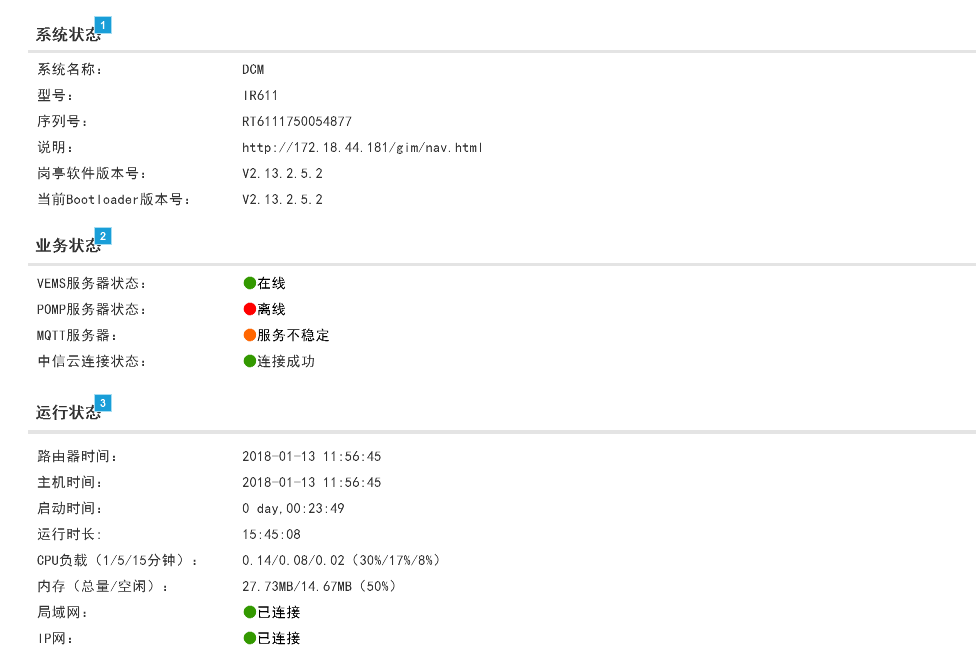 系统状态 1
系统名称： DCM
型号： IR611
序列号： RT6111750054877
说明： http://172.18.44.181/gim/nav.html
岗亭软件版本号： V2.13.2.5.2
当前Bootloader版本号： V2.13.2.5.2
业务状态 2
VEMS服务器状态： 在线
POMP服务器状态： 离线
MQTT服务器： 服务不稳定
中信云连接状态： 连接成功
运行状态 3
路由器时间： 2018-01-13 11:56:45
主机时间： 2018-01-13 11:56:45
启动时间： 0 day,00:23:49
运行时长: 15:45:08
CPU负载（1/5/15分钟）： 0.14/0.08/0.02（30%/17%/8%）
内存（总量/空闲）： 27.73MB/14.67MB（50%）
局域网： 已连接
IP网： 已连接